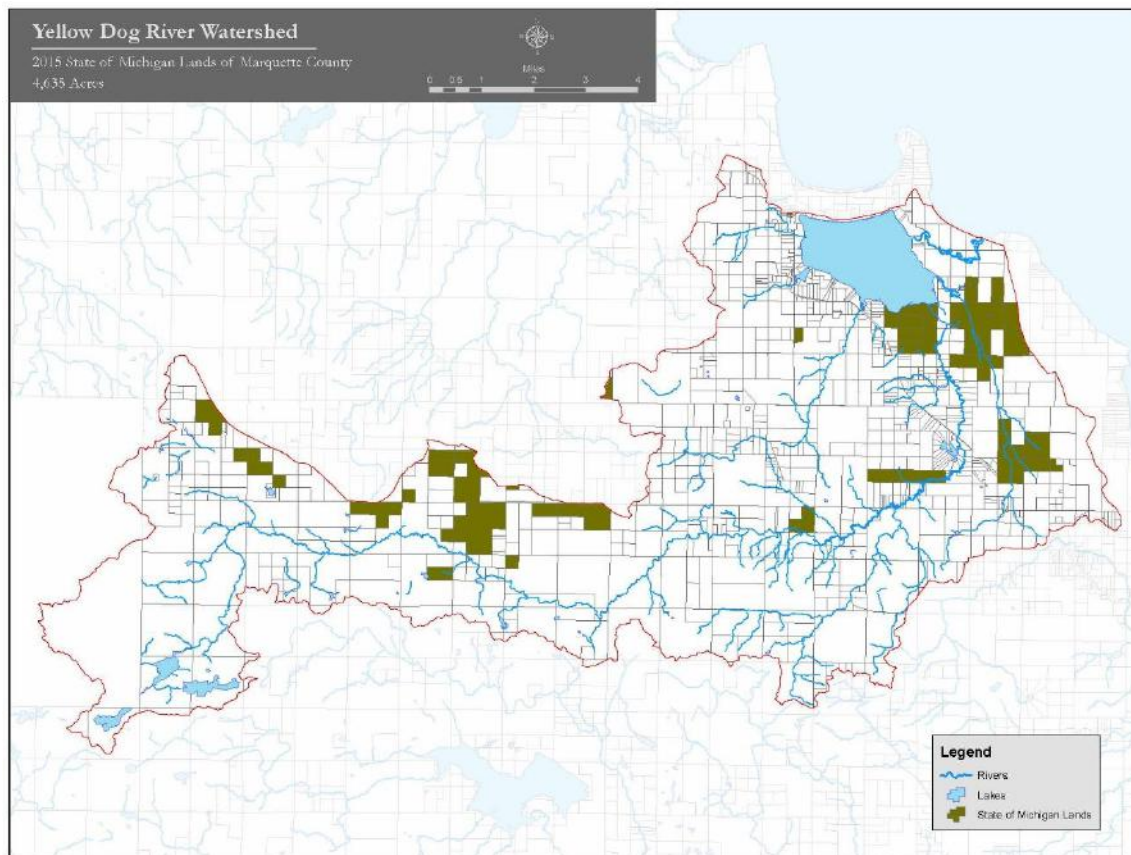 Yellow Dog River Watershed
2015 State of Michigan Lands of Marquette County
4,635 Acres
Miles
0 0.5 1 2 3 4
Legend
Rivers
Lakes
State of Michigan Lands